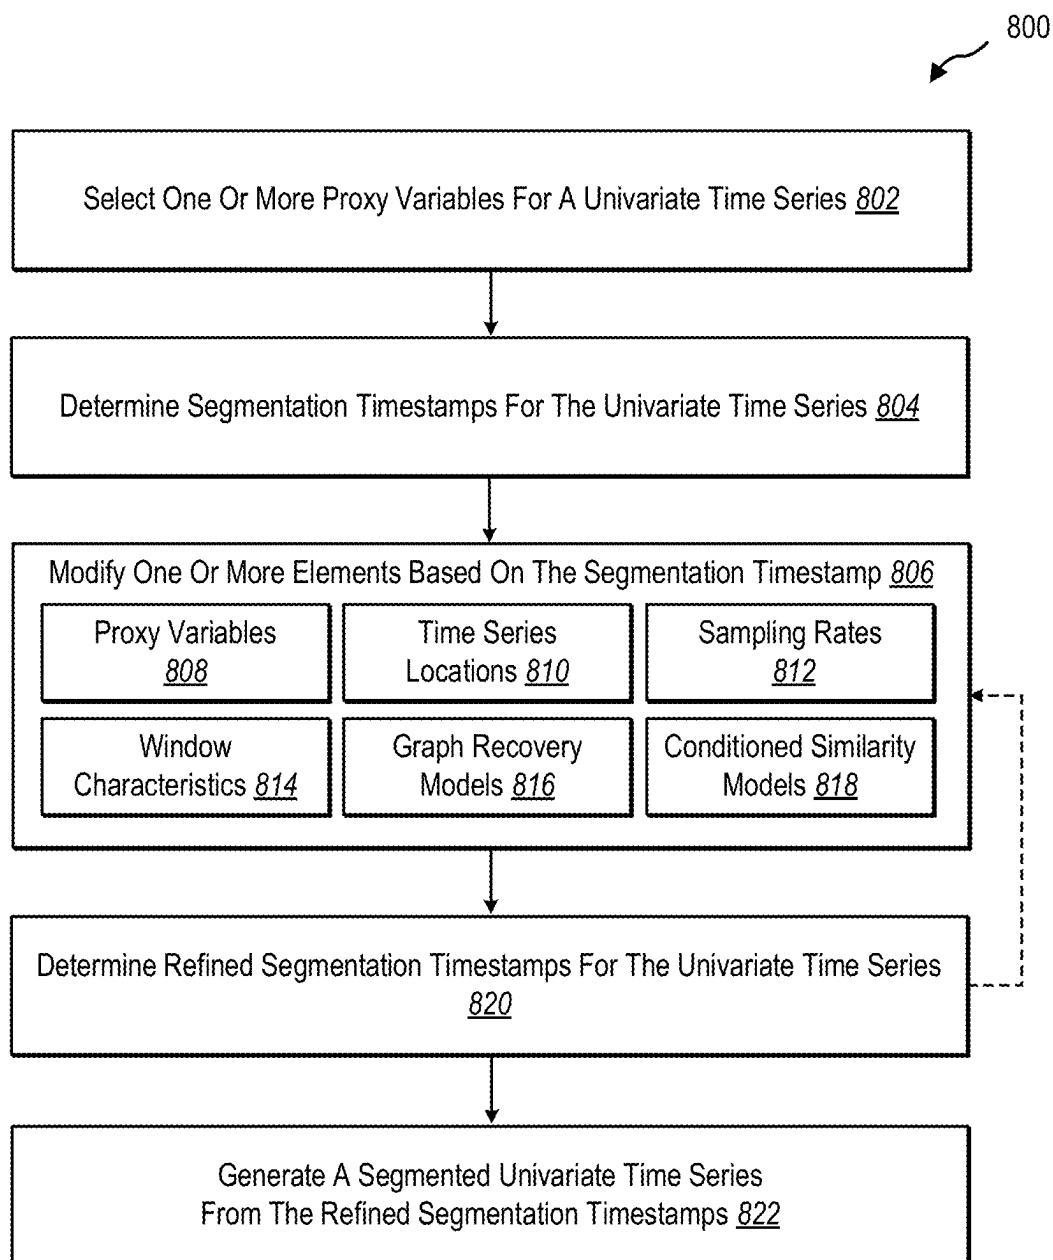 800
Select One Or More Proxy Variables For A Univariate Time Series 802
Determine Segmentation Timestamps For The Univariate Time Series 804
Modify One Or More Elements Based On The Segmentation Timestamp 806
Proxy Variables
808
Time Series
Locations 810
Sampling Rates
812
Window
Characteristics 814
Graph Recovery
Models 816
Conditioned Similarity
Models 818
Determine Refined Segmentation Timestamps For The Univariate Time Series
820
Generate A Segmented Univariate Time Series
From The Refined Segmentation Timestamps 822